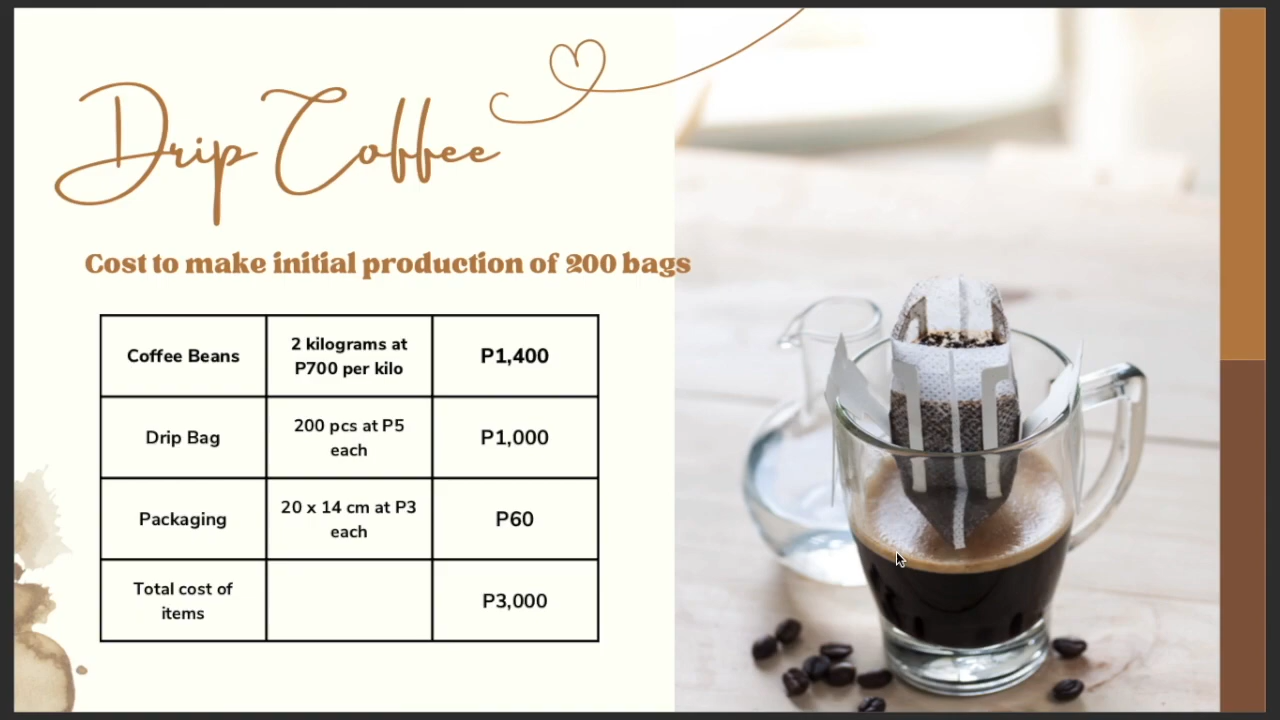 Drip Coffee
Cost to make initial production of 200 bags
Coffee Beans
2 kilograms at
P700 per kilo
P1,400
Drip Bag
200 pcs at P5
each
P1,000
Packaging
20 x 14 cm at P3
each
P60
Total cost of
items
P3,000